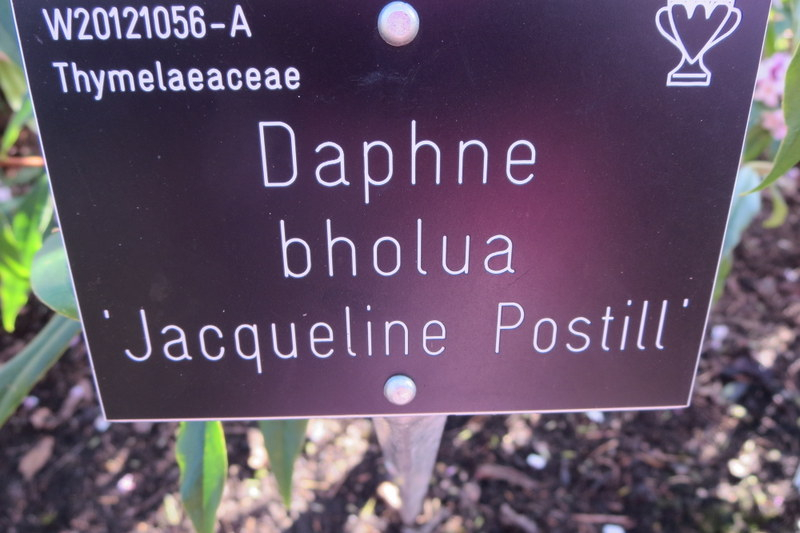 W20121056-A
Thymelaeaceae
Daphne
bholua
'Jacqueline Postill'